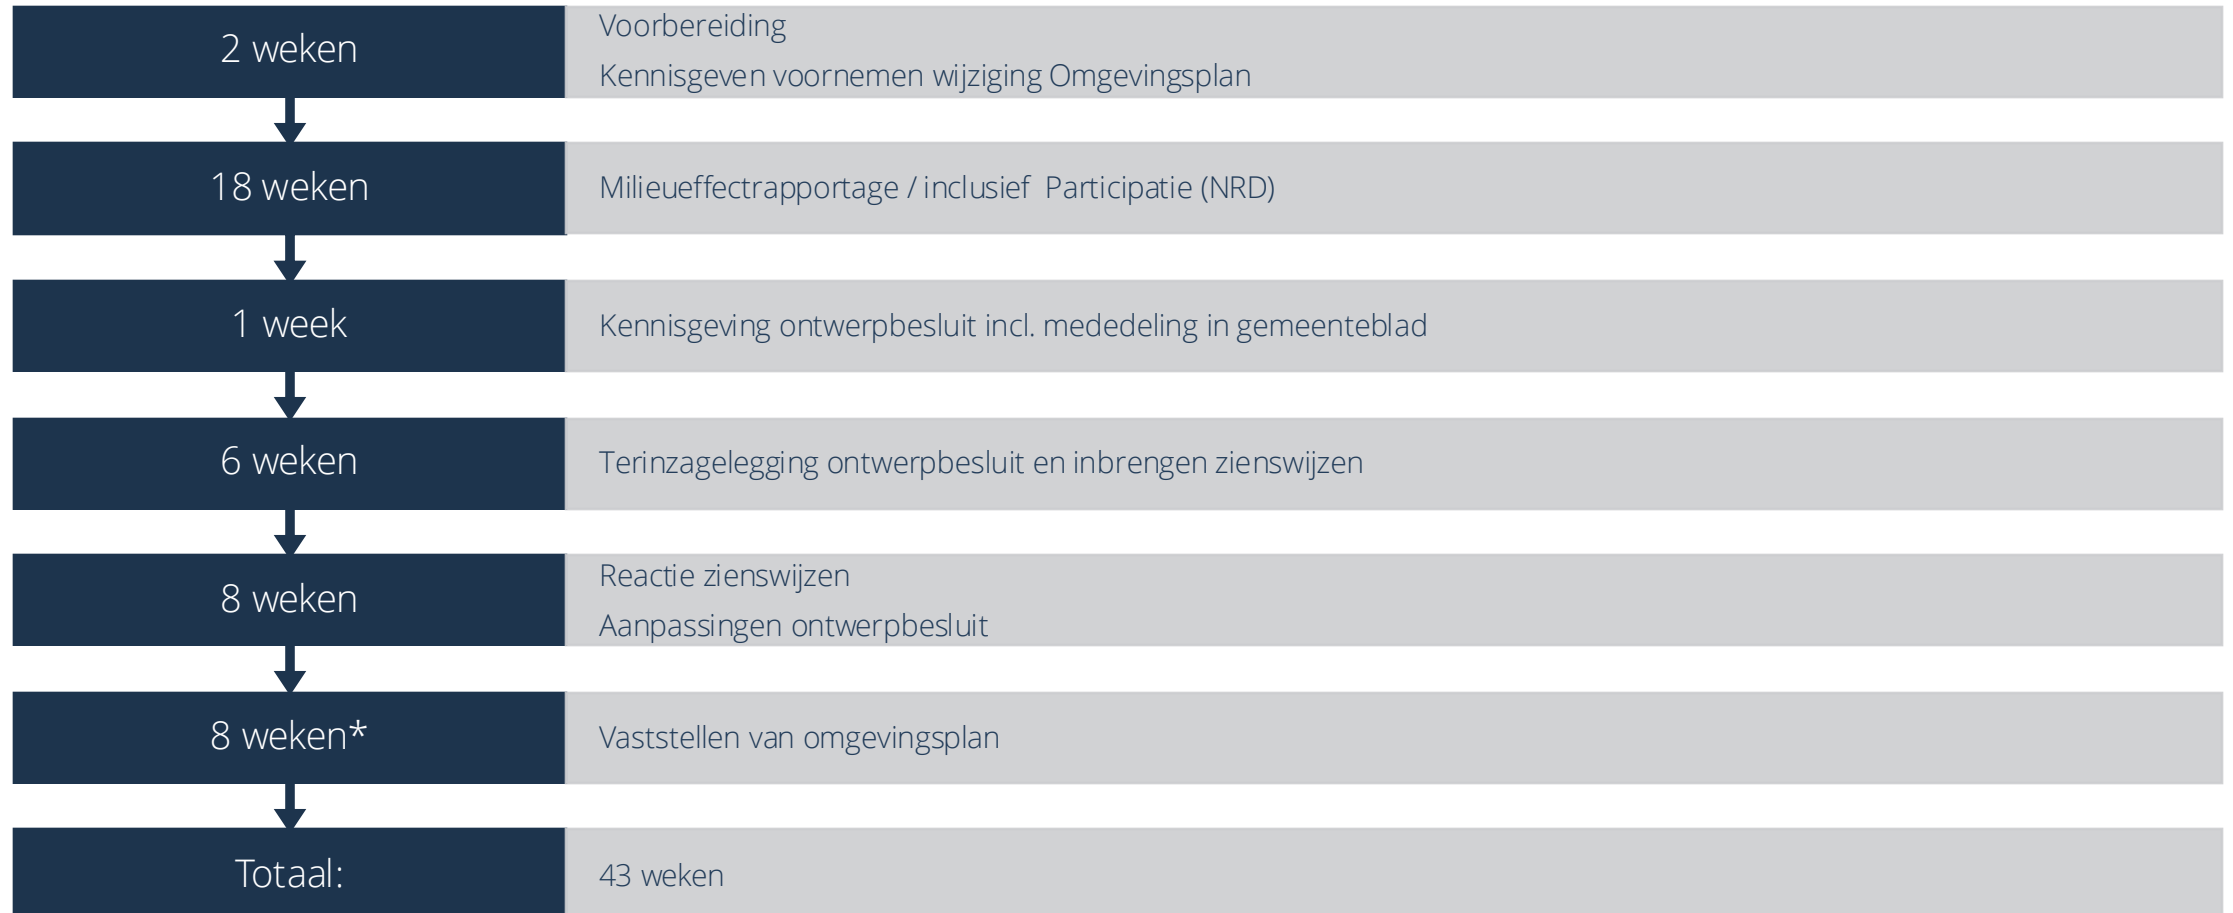 2 weken
Voorbereiding
Kennisgeven voornemen wijziging Omgevingsplan
18 weken
Milieueffectrapportage / inclusief Participatie (NRD)
1 week
Kennisgeving ontwerpbesluit incl. mededeling in gemeenteblad
6 weken
Terinzagelegging ontwerpbesluit en inbrengen zienswijzen
8 weken
Reactie zienswijzen
Aanpassingen ontwerpbesluit
8 weken*
Vaststellen van omgevingsplan
Totaal:
43 weken